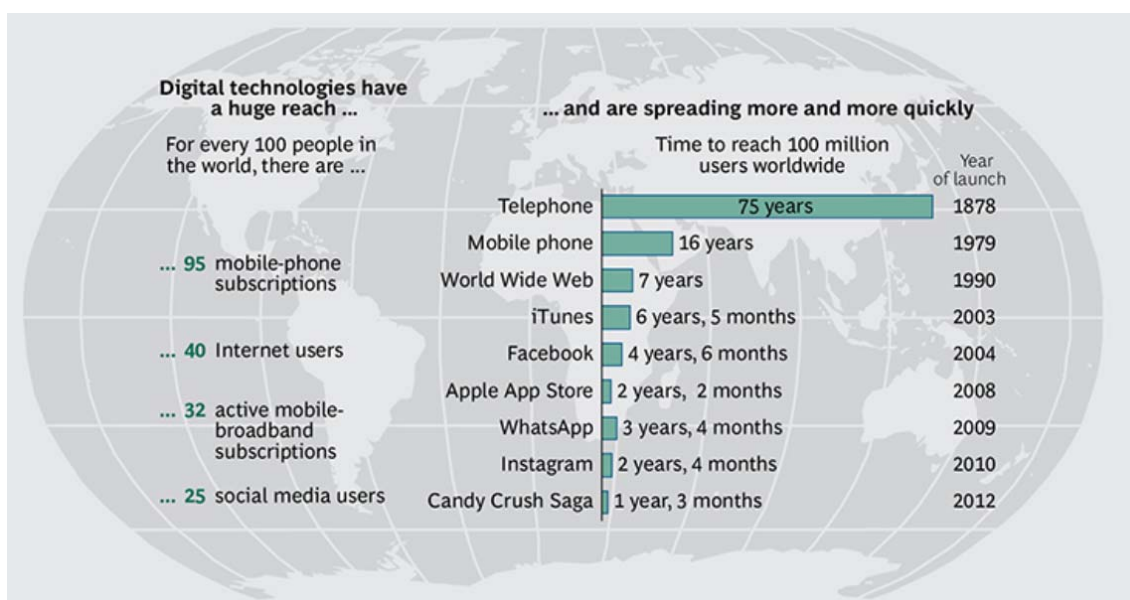 Digital technologies have
a huge reach ...
For every 100 people in
the world, there are ...
... 95 mobile-phone
subscriptions
... 40 Internet users
... 32 active mobile-
broadband
subscriptions
... 25 social media users
... and are spreading more and more quickly
Time to reach 100 million
users worldwide
Year
of launch
Telephone 75 years 1878
Mobile phone 16 years 1979
World Wide Web 7 years 1990
iTunes 6 years, 5 months 2003
Facebook 4 years, 6 months 2004
Apple App Store 2 years, 2 months 2008
WhatsApp 3 years, 4 months 2009
Instagram 2 years, 4 months 2010
Candy Crush Saga 1 year, 3 months 2012